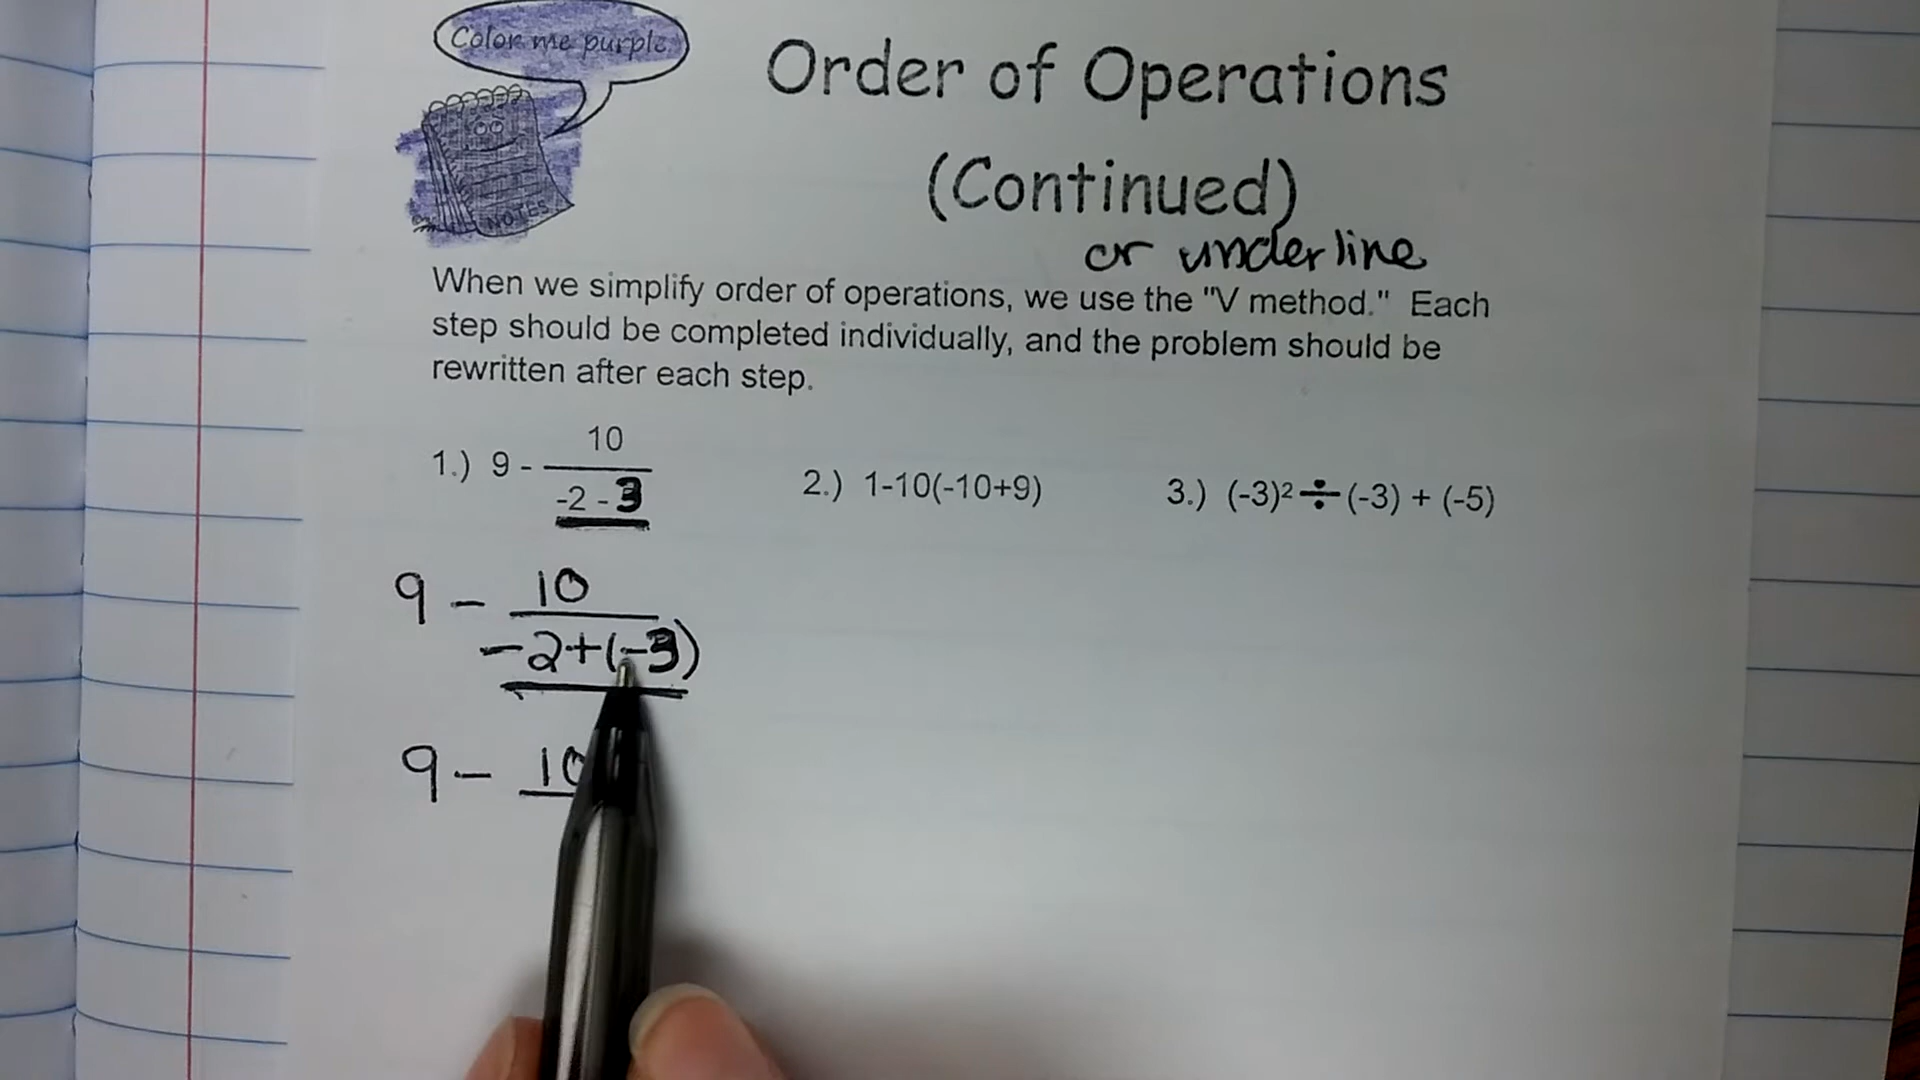 Color me purple
NOTES
Order of Operations
(Continued)
or underline
When we simplify order of operations, we use the "V method." Each
step should be completed individually, and the problem should be
rewritten after each step.
1.) 9 - 10
-2 - 3
2.) 1-10(-10+9)
3.) (-3)² ÷ (-3) + (-5)
9 - 10
-2+(-3)
9 - 10